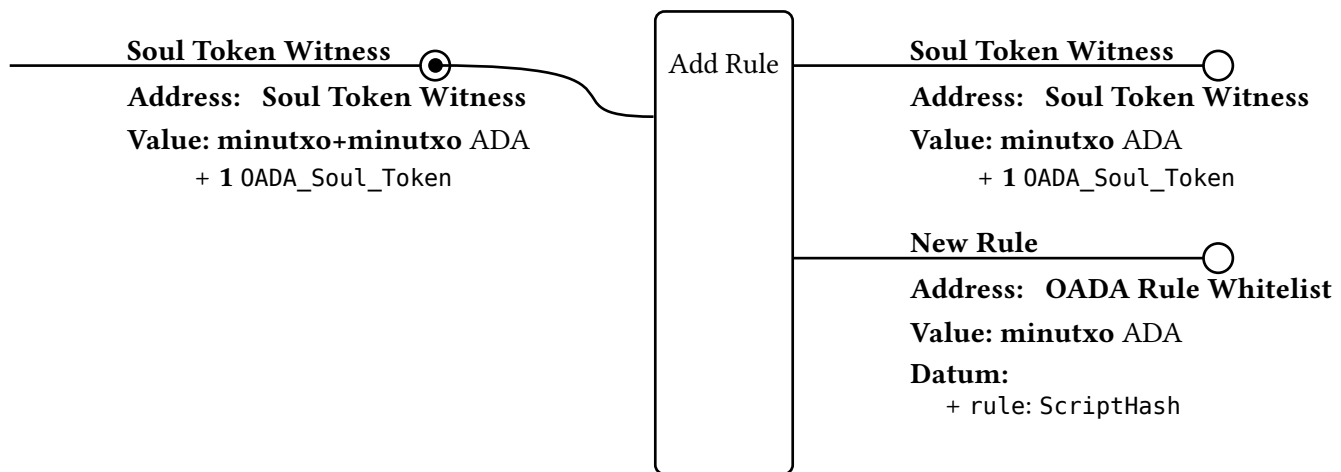 Soul Token Witness
Address: Soul Token Witness
Value: minutxo+minutxo ADA
+ 1 OADA_Soul_Token
Add Rule
Soul Token Witness
Address: Soul Token Witness
Value: minutxo ADA
+ 1 OADA_Soul_Token
New Rule
Address: OADA Rule Whitelist
Value: minutxo ADA
Datum:
+ rule: ScriptHash